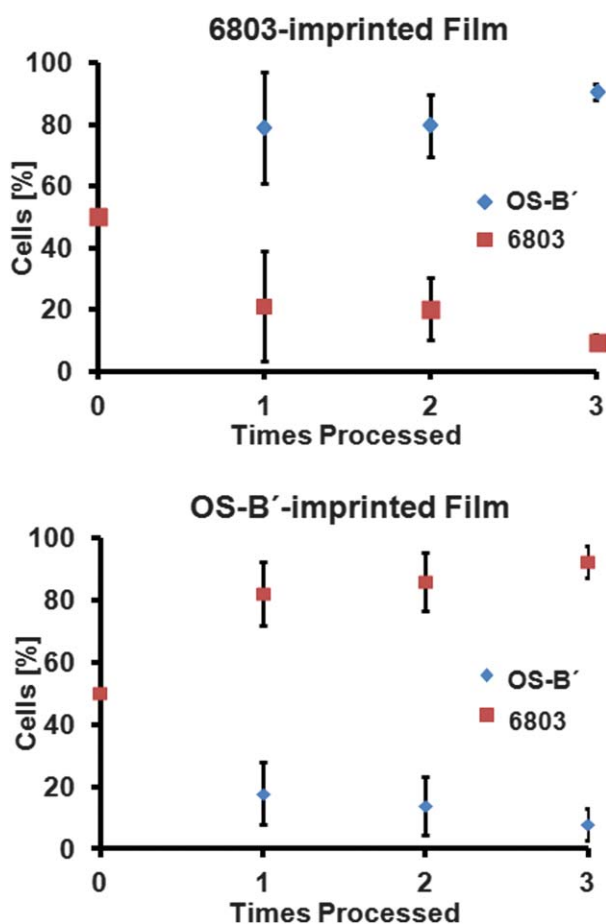 6803-imprinted Film
100
80
60
40
20
0
Cells [%]
OS-B´
6803
0 1 2 3
Times Processed
OS-B´-imprinted Film
100
80
60
40
20
0
Cells [%]
OS-B´
6803
0 1 2 3
Times Processed